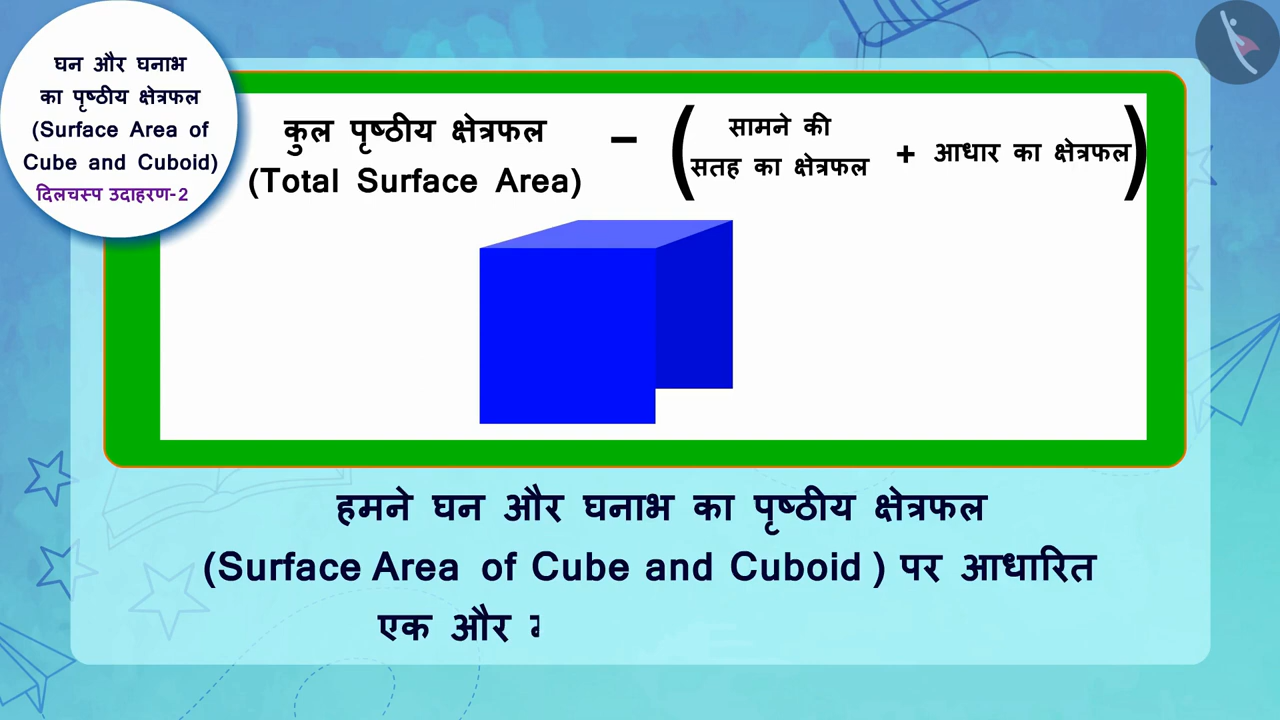 घन और घनाभ
का पृष्ठीय क्षेत्रफल
(Surface Area of
Cube and Cuboid)
दिलचस्प उदाहरण-2
कुल पृष्ठीय क्षेत्रफल
(Total Surface Area)
−
(सामने की
सतह का क्षेत्रफल + आधार का क्षेत्रफल)
हमने घन और घनाभ का पृष्ठीय क्षेत्रफल
(Surface Area of Cube and Cuboid ) पर आधारित
एक और